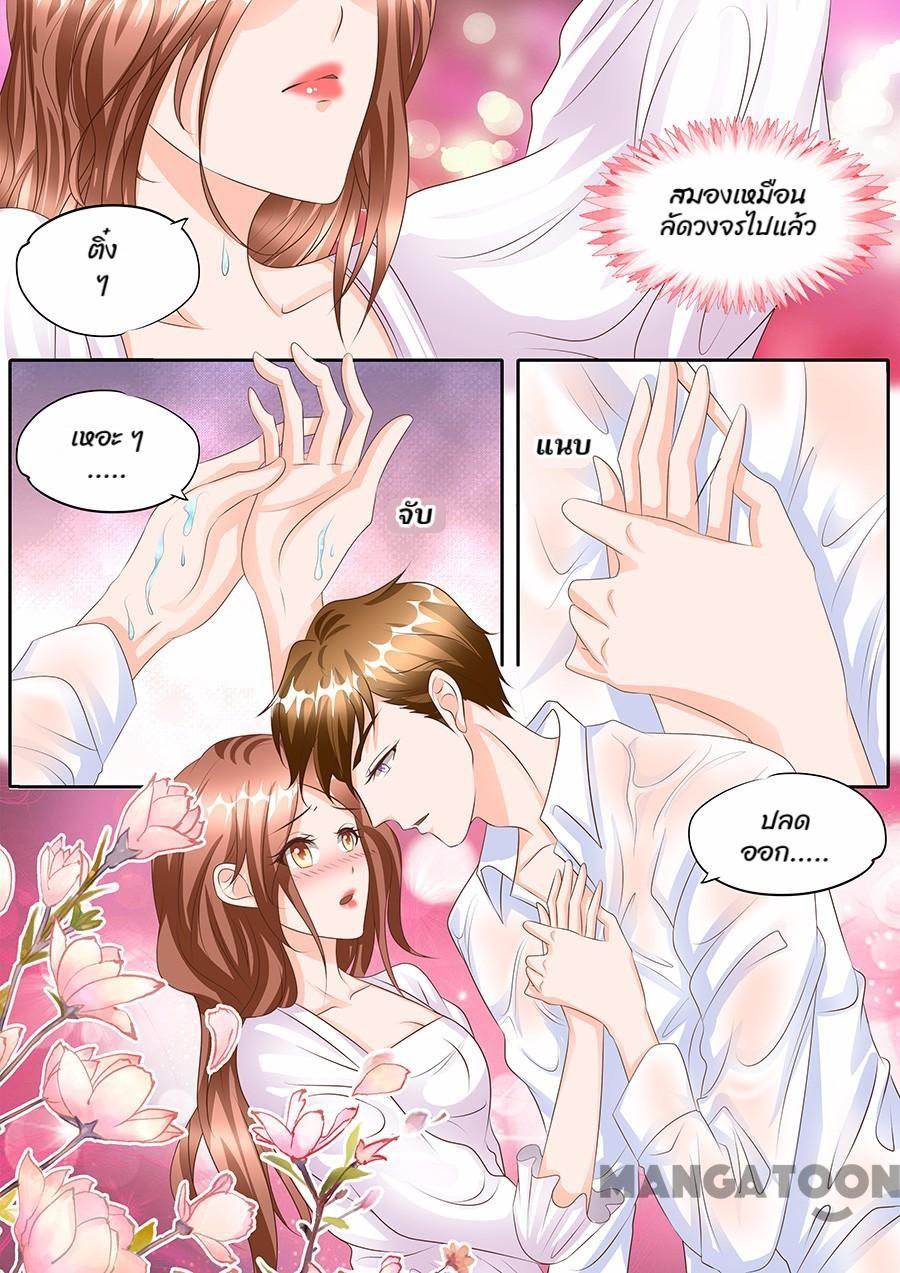 สมองเหมือน
ลัดวงจรไปแล้ว
ติ๋ง
ๆ
เหอะ ๆ
.....
จับ
แนบ
ปลด
ออก.....
MANGATOON